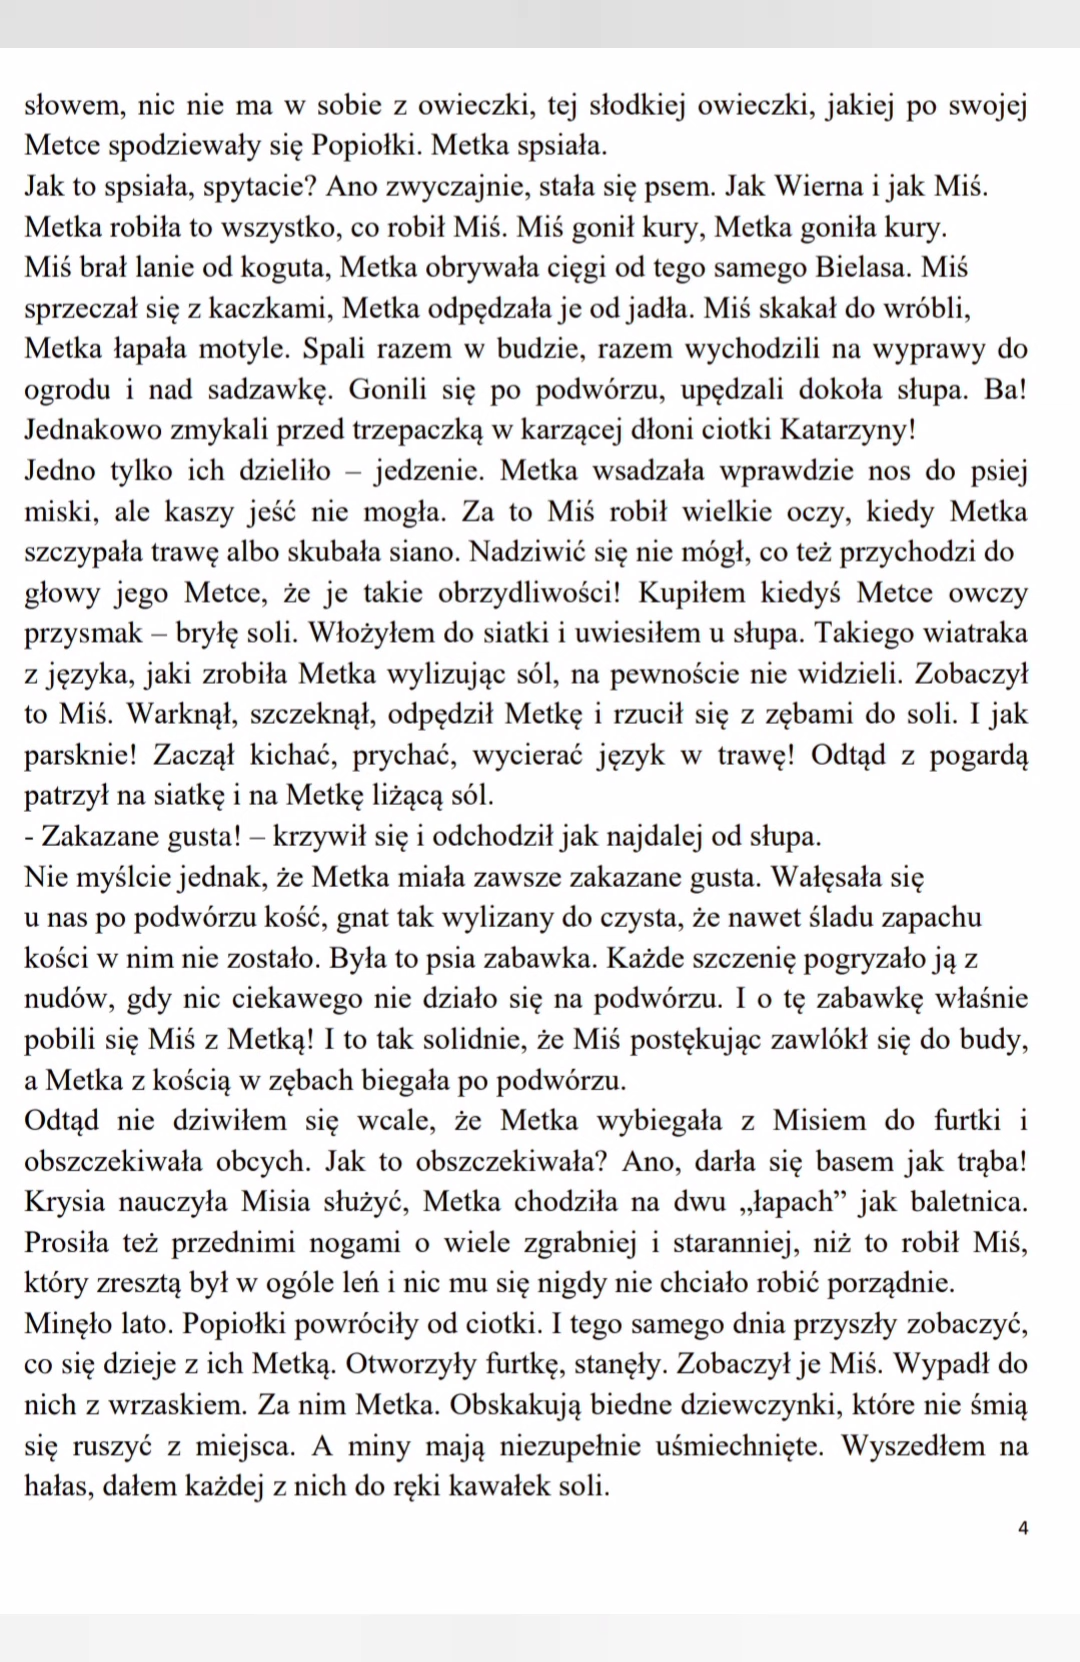 słowem, nic nie ma w sobie z owieczki, tej słodkiej owieczki, jakiej po swojej
Metce spodziewały się Popiołki. Metka spsiała.
Jak to spsiała, spytacie? Ano zwyczajnie, stała się psem. Jak Wierna i jak Miś.
Metka robiła to wszystko, co robił Miś. Miś gonił kury, Metka goniła kury.
Miś brał lanie od koguta, Metka obrywała cięgi od tego samego Bielasa. Miś
sprzeczał się z kaczkami, Metka odpędzała je od jadła. Miś skakał do wróbli,
Metka łapała motyle. Spali razem w budzie, razem wychodzili na wyprawy do
ogrodu i nad sadzawkę. Gonili się po podwórzu, upędzali dokoła słupa. Ba!
Jednakowo zmykali przed trzepaczką w karzącej dłoni ciotki Katarzyny!
Jedno tylko ich dzieliło – jedzenie. Metka wsadzała wprawdzie nos do psiej
miski, ale kaszy jeść nie mogła. Za to Miś robił wielkie oczy, kiedy Metka
szczypała trawę albo skubała siano. Nadziwić się nie mógł, co też przychodzi do
głowy jego Metce, że je takie obrzydliwości! Kupiłem kiedyś Metce owczy
przysmak – bryłę soli. Włożyłem do siatki i uwiesiłem u słupa. Takiego wiatraka
z języka, jaki zrobiła Metka wylizując sól, na pewnoście nie widzieli. Zobaczył
to Miś. Warknął, szczeknął, odpędził Metkę i rzucił się z zębami do soli. I jak
parsknie! Zaczął kichać, prychać, wycierać język w trawę! Odtąd z pogardą
patrzył na siatkę i na Metkę liżącą sól.
- Zakazane gusta! – krzywił się i odchodził jak najdalej od słupa.
Nie myślcie jednak, że Metka miała zawsze zakazane gusta. Wałęsała się
u nas po podwórzu kość, gnat tak wylizany do czysta, że nawet śladu zapachu
kości w nim nie zostało. Była to psia zabawka. Każde szczenię pogryzało ją z
nudów, gdy nic ciekawego nie działo się na podwórzu. I o tę zabawkę właśnie
pobili się Miś z Metką! I to tak solidnie, że Miś postękując zawlókł się do budy,
a Metka z kością w zębach biegała po podwórzu.
Odtąd nie dziwiłem się wcale, że Metka wybiegała z Misiem do furtki i
obszczekiwała obcych. Jak to obszczekiwała? Ano, darła się basem jak trąba!
Krysia nauczyła Misia służyć, Metka chodziła na dwu „łapach” jak baletnica.
Prosiła też przednimi nogami o wiele zgrabniej i staranniej, niż to robił Miś,
który zresztą był w ogóle leń i nic mu się nigdy nie chciało robić porządnie.
Minęło lato. Popiołki powróciły od ciotki. I tego samego dnia przyszły zobaczyć,
co się dzieje z ich Metką. Otworzyły furtkę, stanęły. Zobaczył je Miś. Wypadł do
nich z wrzaskiem. Za nim Metka. Obskakują biedne dziewczynki, które nie śmią
się ruszyć z miejsca. A miny mają niezupełnie uśmiechnięte. Wyszedłem na
hałas, dałem każdej z nich do ręki kawałek soli.
4